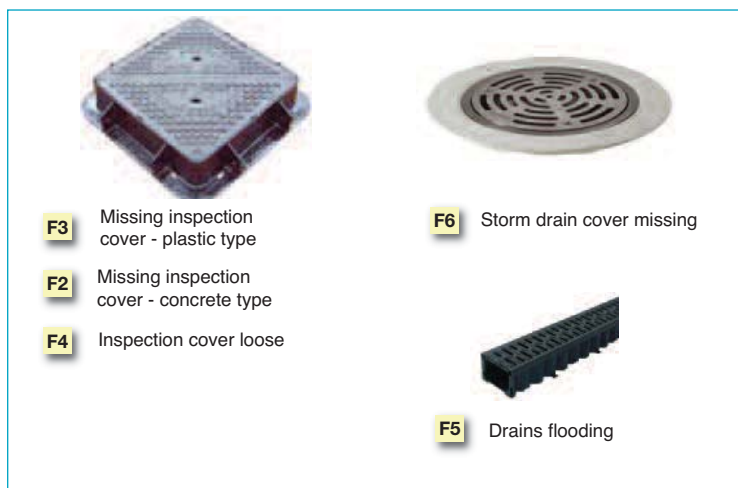 F3 Missing inspection
cover - plastic type
F2 Missing inspection
cover - concrete type
F4 Inspection cover loose
F6 Storm drain cover missing
F5 Drains flooding